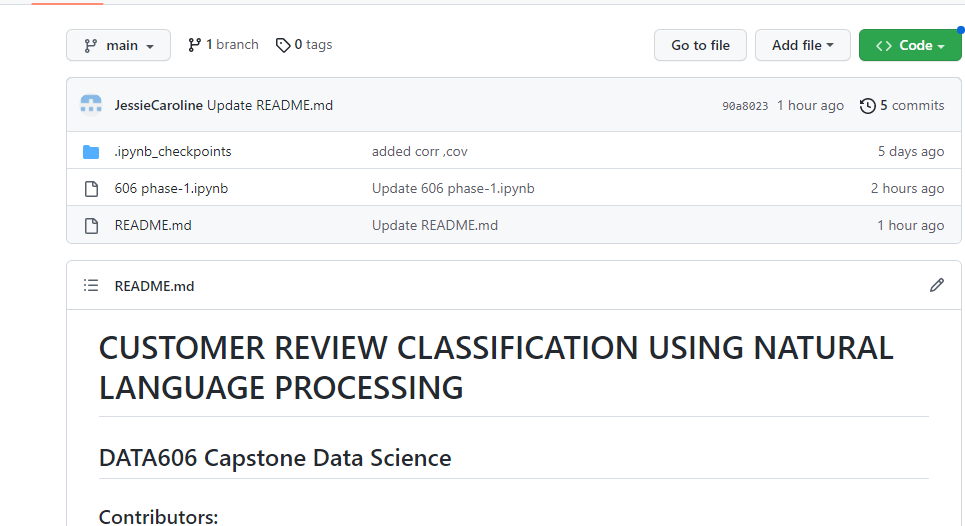 main 1 branch 0 tags Go to file Add file Code
JessieCaroline Update README.md 90a8023 1 hour ago 5 commits
.ipynb_checkpoints added corr ,cov 5 days ago
606 phase-1.ipynb Update 606 phase-1.ipynb 2 hours ago
README.md Update README.md 1 hour ago
README.md
CUSTOMER REVIEW CLASSIFICATION USING NATURAL
LANGUAGE PROCESSING
DATA606 Capstone Data Science
Contributors: